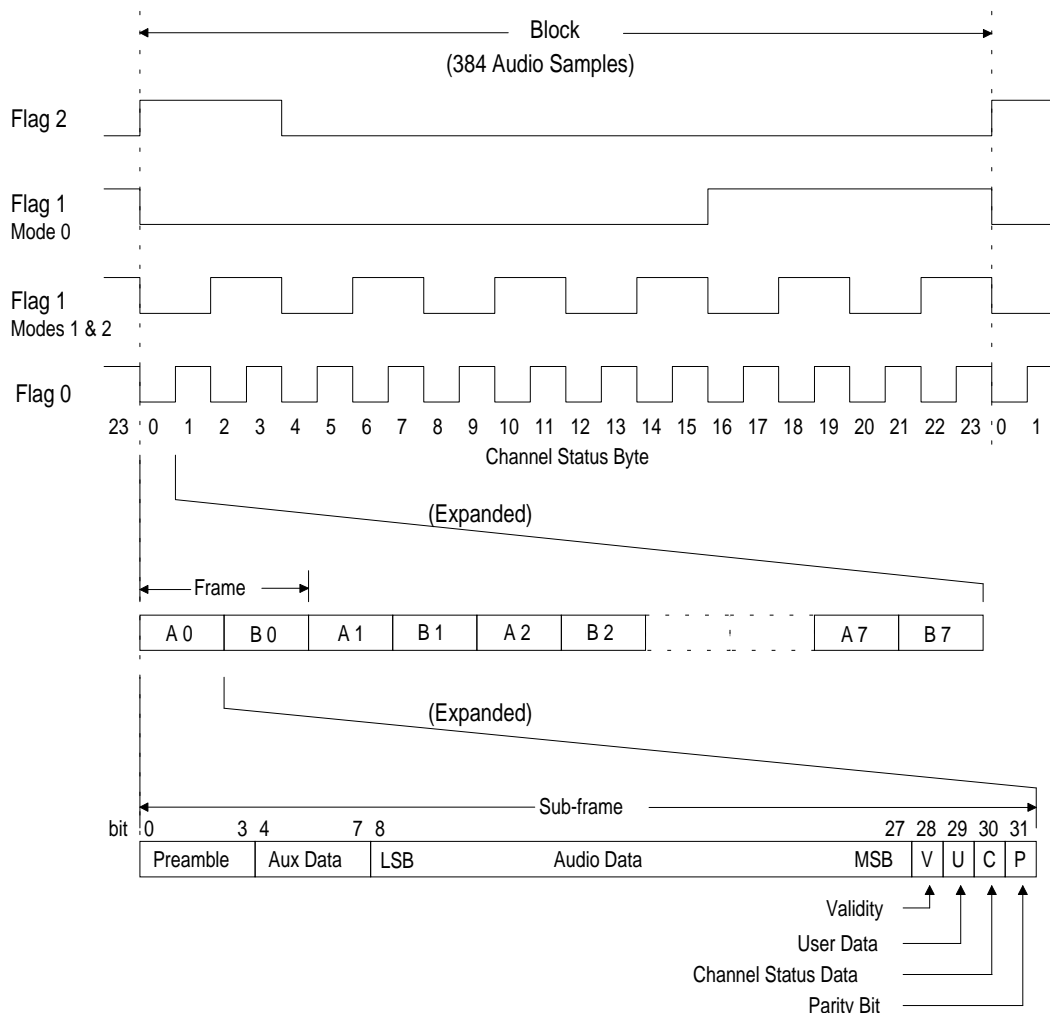 Block
(384 Audio Samples)
Flag 2
Flag 1
Mode 0
Flag 1
Modes 1 & 2
Flag 0
23 0 1 2 3 4 5 6 7 8 9 10 11 12 13 14 15 16 17 18 19 20 21 22 23 0 1
Channel Status Byte
(Expanded)
Frame
A 0 B 0 A 1 B 1 A 2 B 2 A 7 B 7
(Expanded)
Sub-frame
bit 0 3 4 7 8 27 28 29 30 31
Preamble Aux Data LSB Audio Data MSB V U C P
Validity
User Data
Channel Status Data
Parity Bit